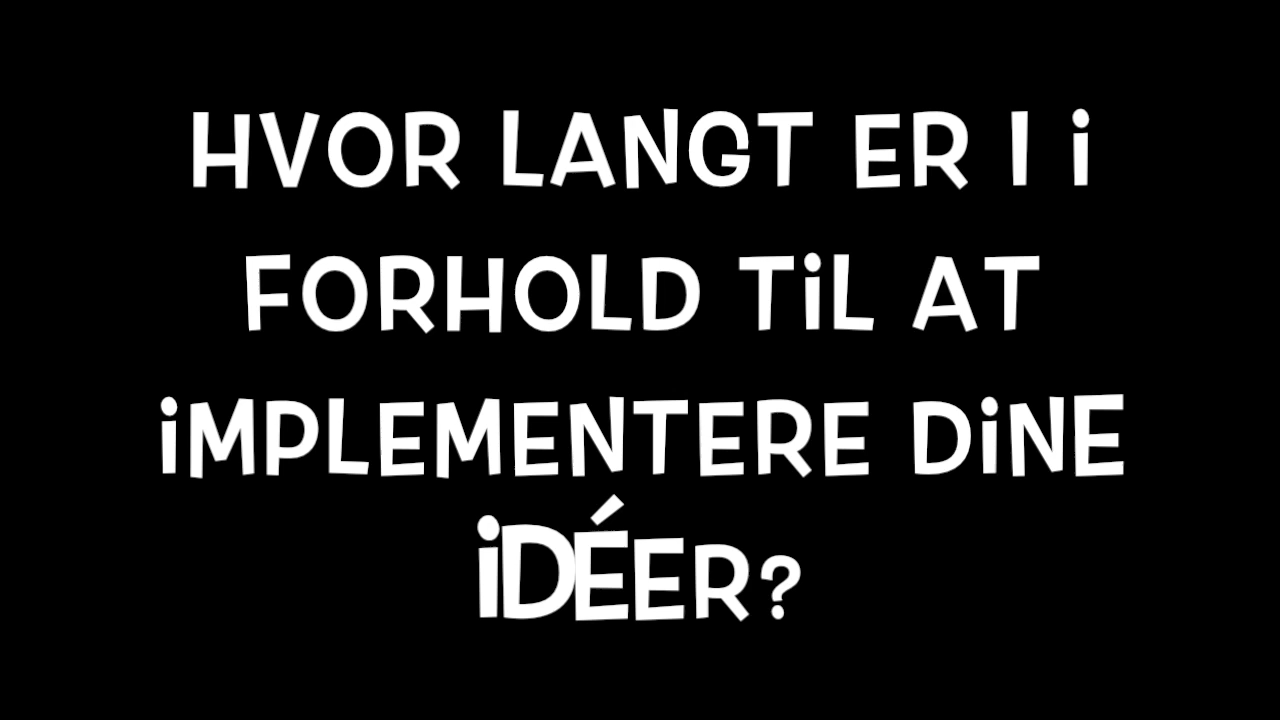 HVOR LANGT ER I i
FORHOLD TiL AT
iMPLEMENTERE DiNE
iDÉER?